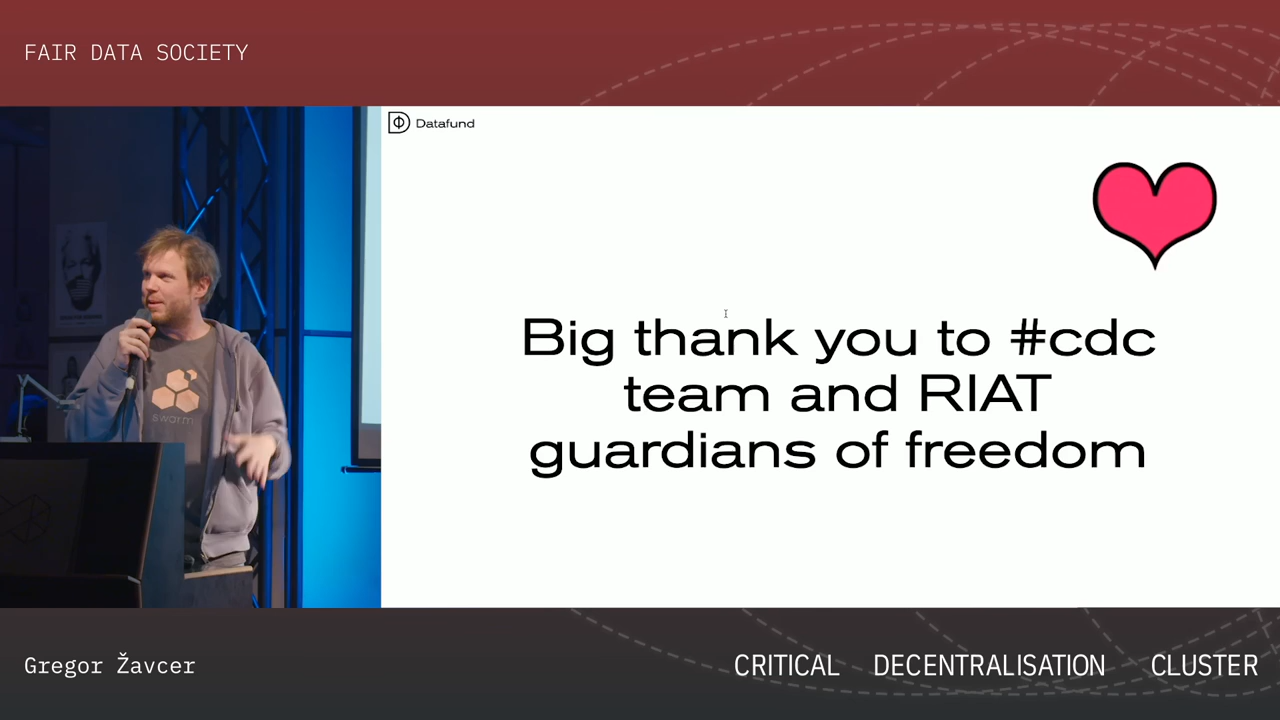 FAIR DATA SOCIETY
Datafund
Big thank you to #cdc
team and RIAT
guardians of freedom
swarm
Gregor Žavcer
CRITICAL DECENTRALISATION CLUSTER